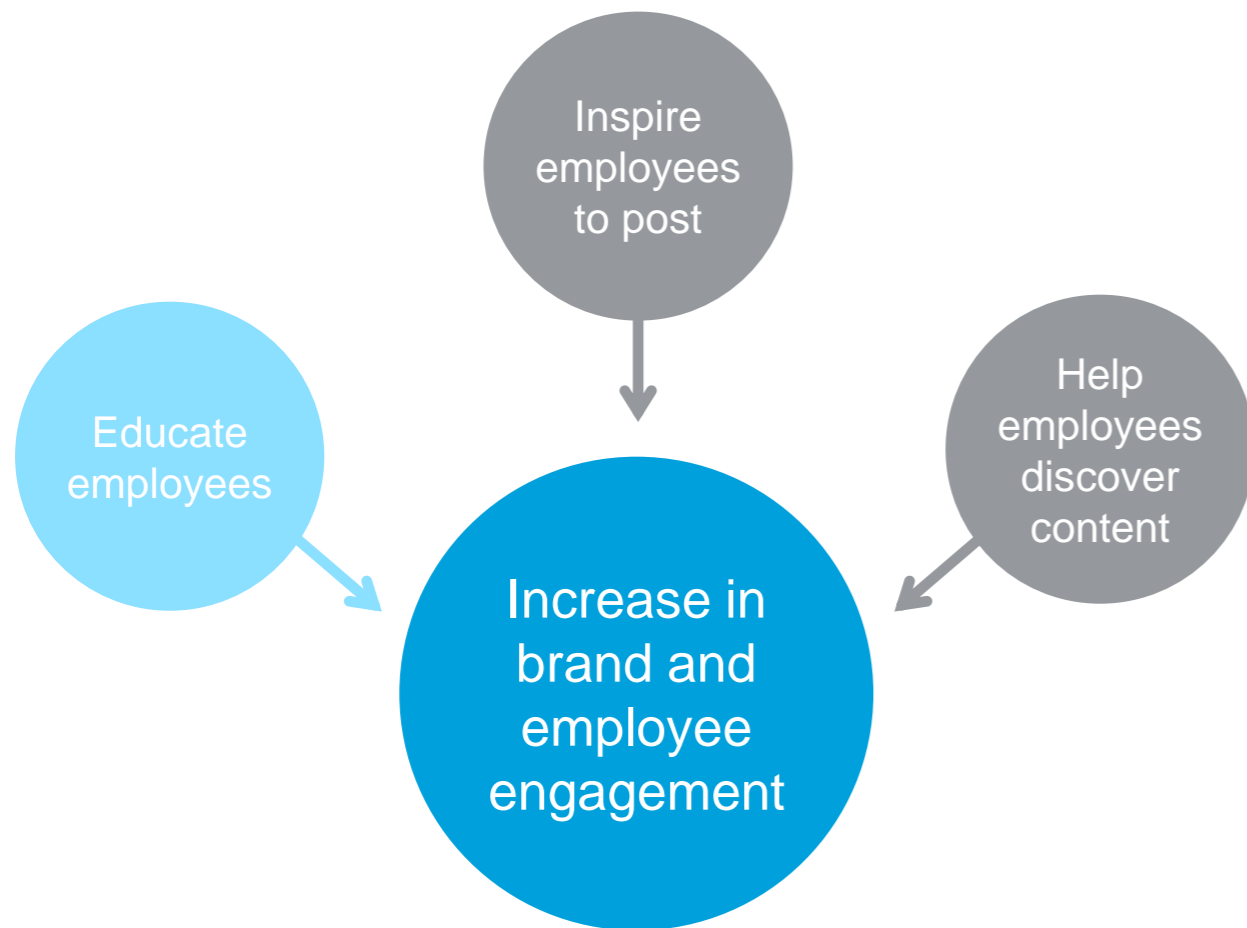 Inspire
employees
to post
Educate
employees
Help
employees
discover
content
Increase in
brand and
employee
engagement